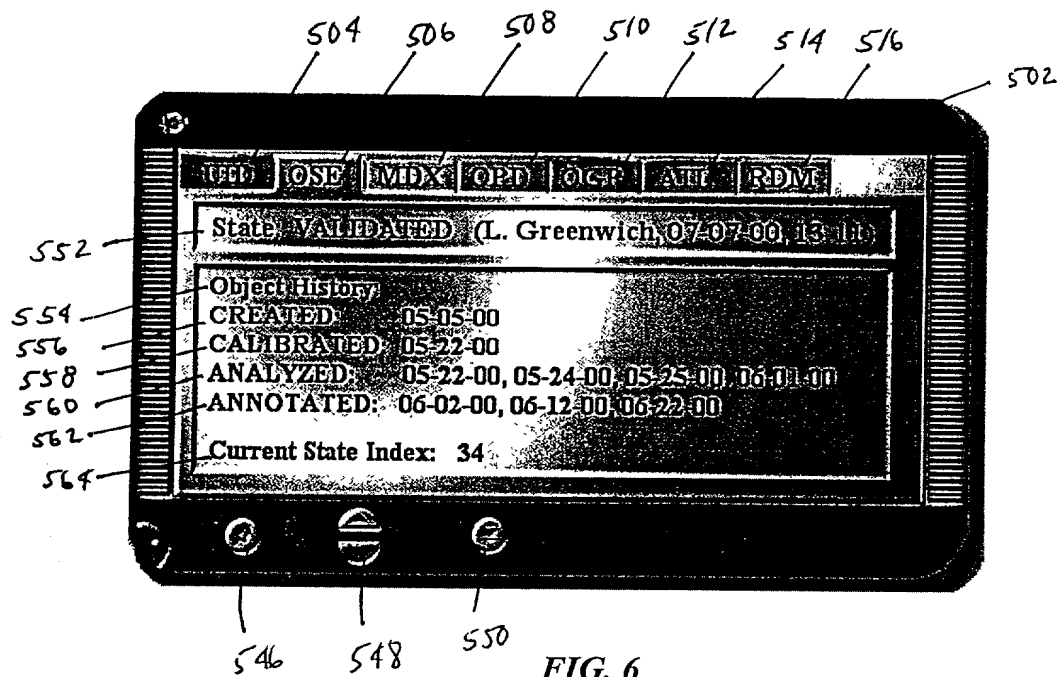 504 506 508 510 512 514 516
502
UID OSE MDX OPD OGR ATL RDM
552 State VALIDATED (L. Greenwich, 07-07-00, 13:11)
554 Object History:
556 CREATED: 05-05-00
558 CALIBRATED: 05-22-00
560 ANALYZED: 05-22-00, 05-24-00, 05-25-00, 06-01-00
562 ANNOTATED: 06-02-00, 06-12-00, 06-22-00
564 Current State Index: 34
546 548 550
FIG. 6